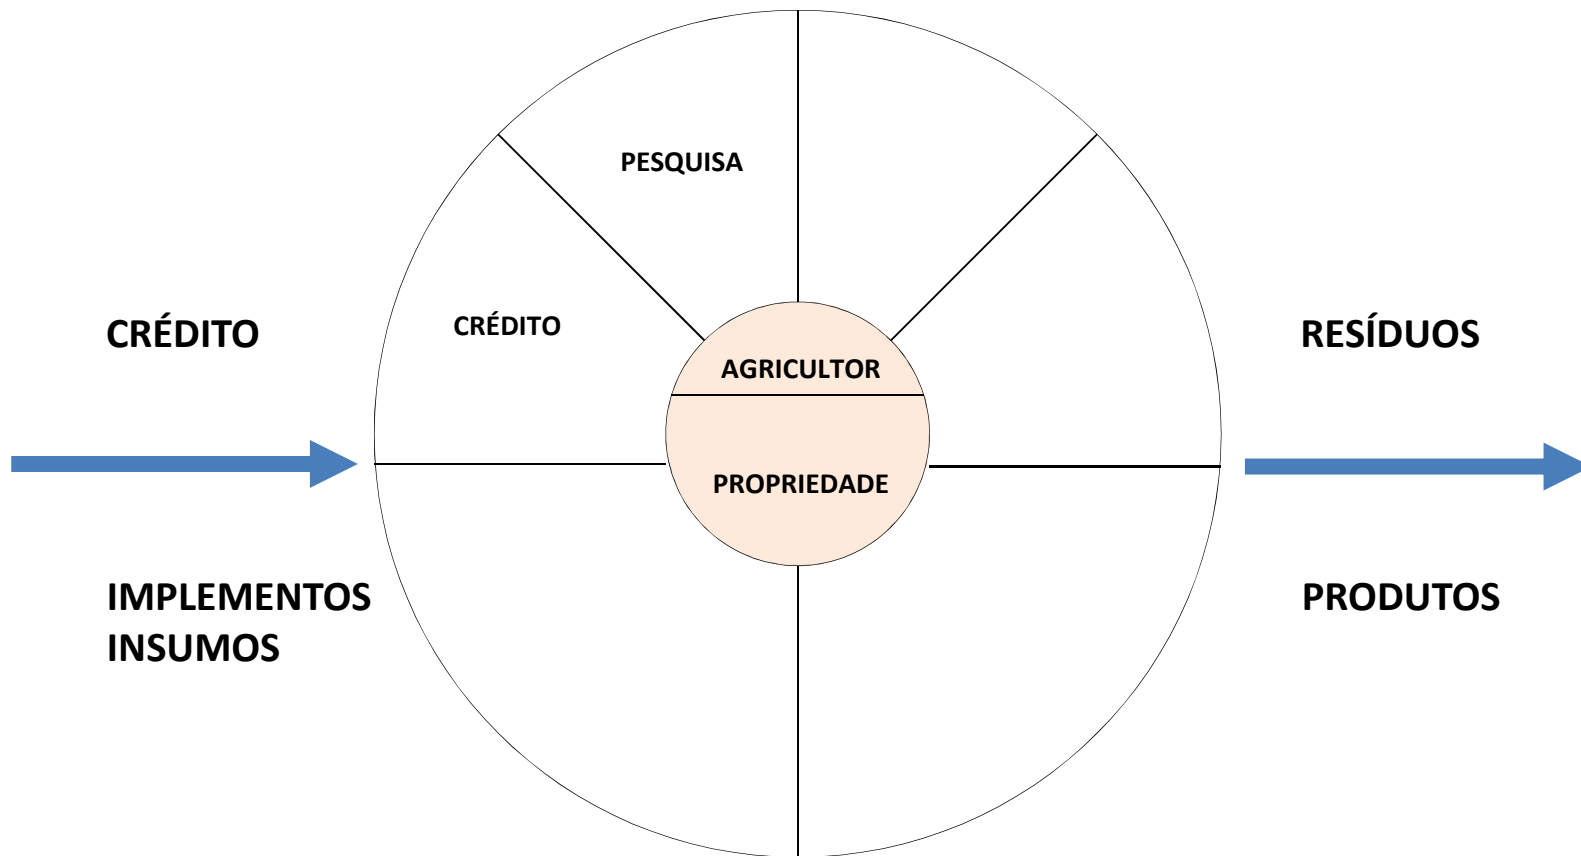 PESQUISA
CRÉDITO
CRÉDITO
RESÍDUOS
AGRICULTOR
PROPRIEDADE
IMPLEMENTOS
INSUMOS
PRODUTOS